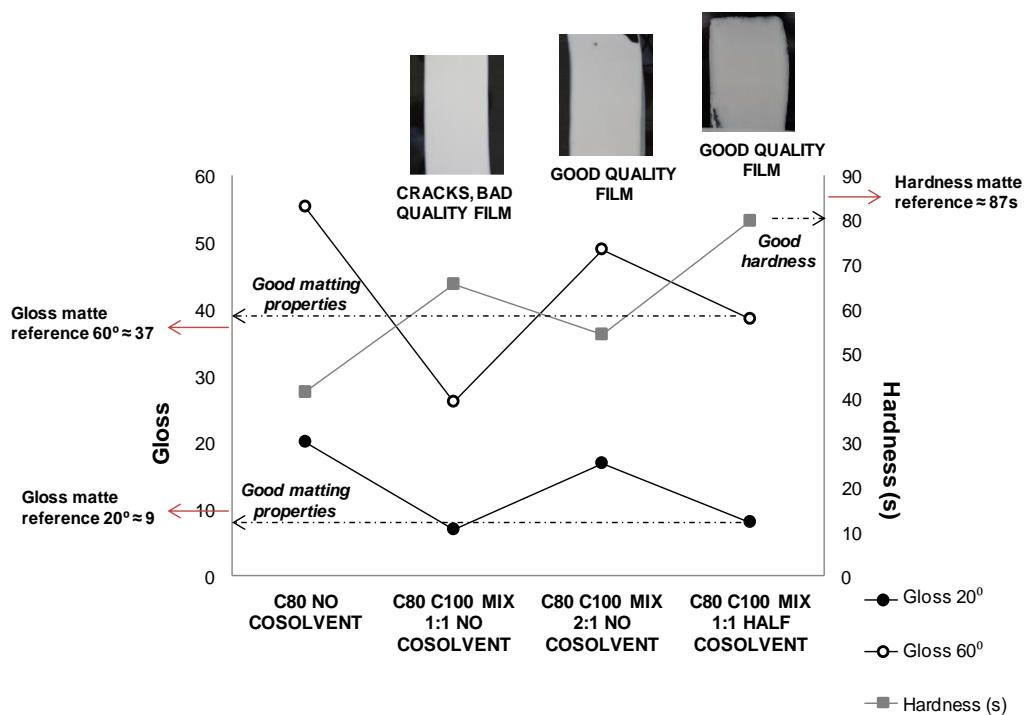 CRACKS, BAD
QUALITY FILM
GOOD QUALITY
FILM
GOOD QUALITY
FILM
Hardness matte
reference ≈ 87s
Good
hardness
Good matting
properties
Gloss matte
reference 60º ≈ 37
Good matting
properties
Gloss matte
reference 20º ≈ 9
Gloss
60
50
40
30
20
10
0
Hardness (s)
90
80
70
60
50
40
30
20
10
0
C80 NO
COSOLVENT
C80 C100 MIX
1:1 NO
COSOLVENT
C80 C100 MIX
2:1 NO
COSOLVENT
C80 C100 MIX
1:1 HALF
COSOLVENT
Gloss 20⁰
Gloss 60⁰
Hardness (s)